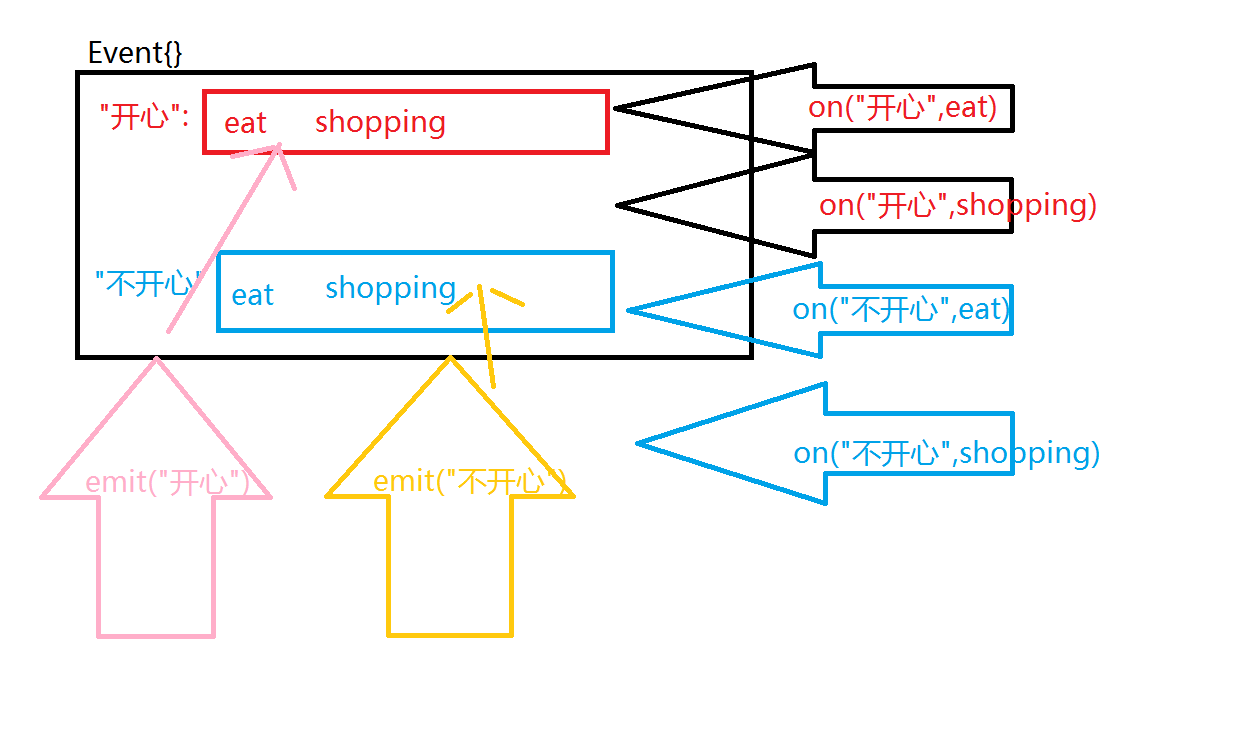 Event{}
"开心":
eat shopping
on("开心",eat)
on("开心",shopping)
"不开心"
eat shopping
on("不开心",eat)
on("不开心",shopping)
emit("开心")
emit("不开心")